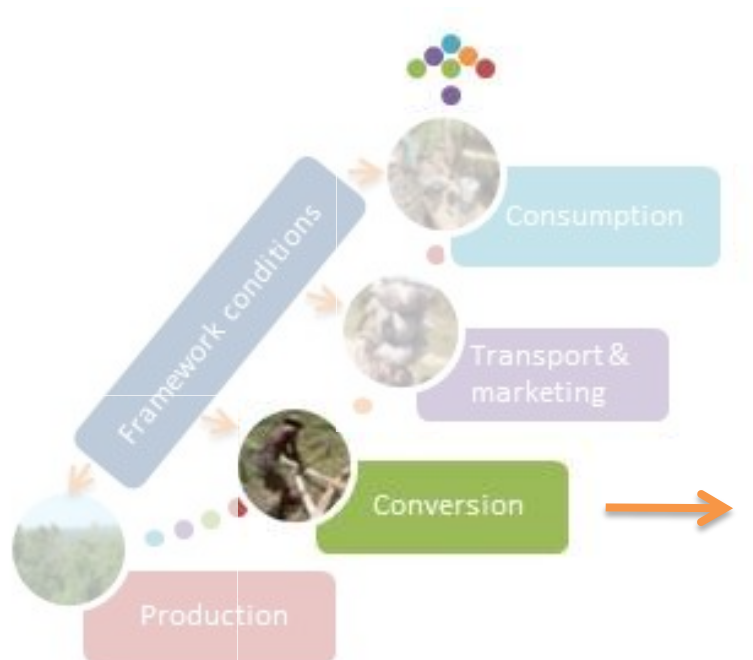 Consumption
Framework conditions
Transport &
marketing
Conversion
Production